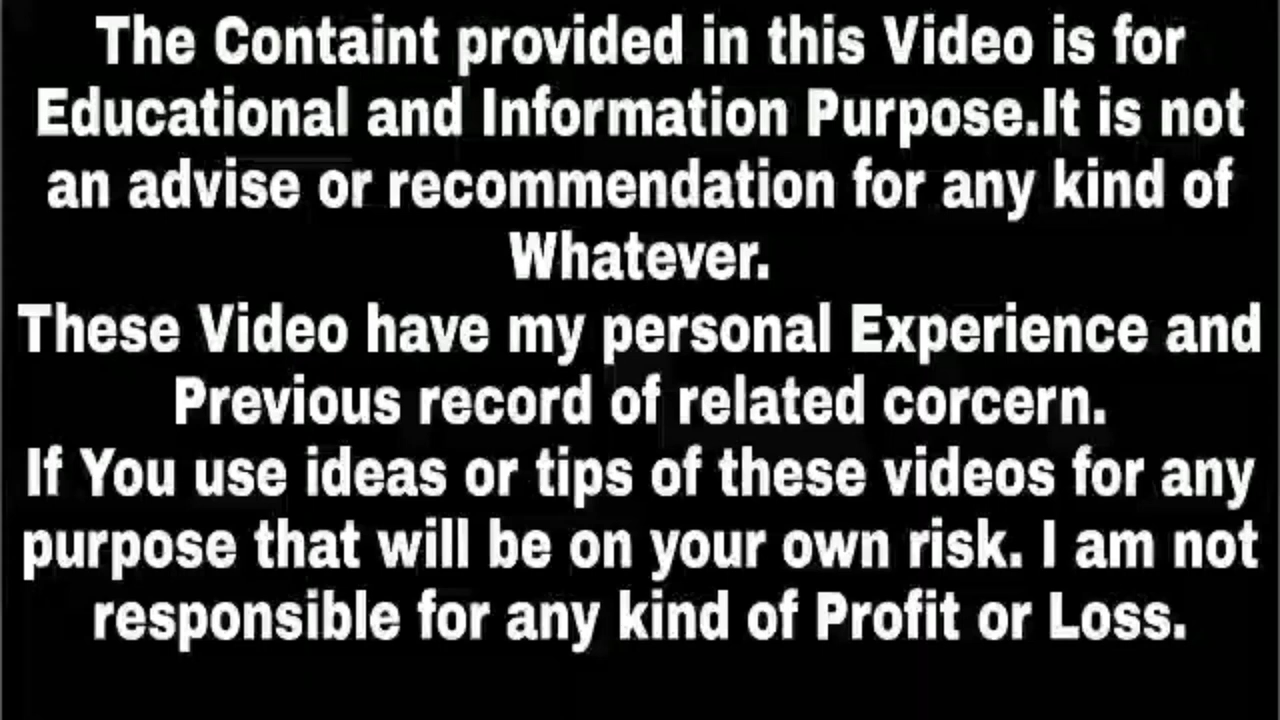 The Containt provided in this Video is for
Educational and Information Purpose.It is not
an advise or recommendation for any kind of
Whatever.
These Video have my personal Experience and
Previous record of related corcern.
If You use ideas or tips of these videos for any
purpose that will be on your own risk. I am not
responsible for any kind of Profit or Loss.